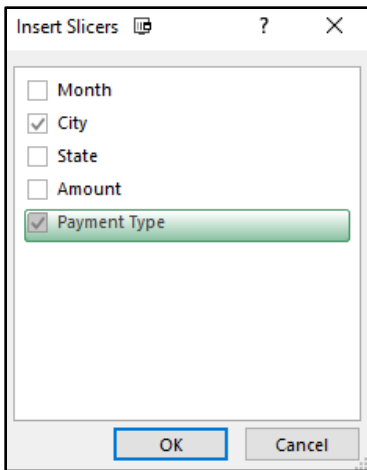 Insert Slicers ?
Month
City
State
Amount
Payment Type
OK Cancel